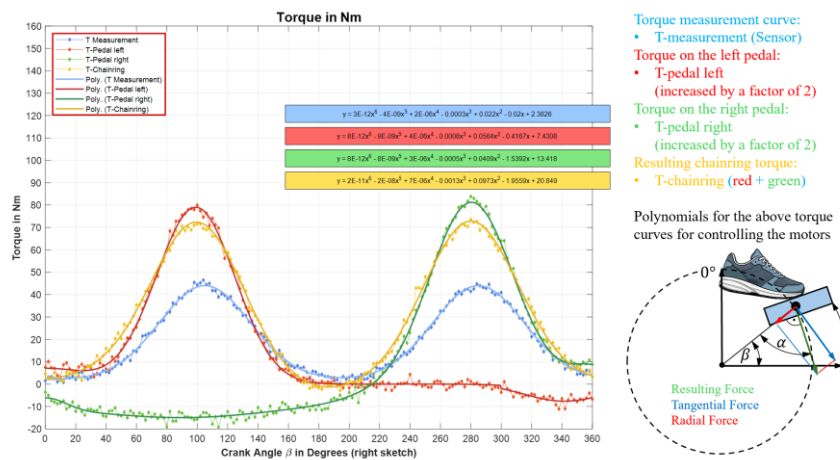 Torque in Nm
160
150
140
130
120
110
100
90
80
70
60
50
40
30
20
10
0
-10
-20
Torque in Nm
T Measurement
T-Pedal left
T-Pedal right
T-Chainring
Poly. (T Measurement)
Poly. (T-Pedal left)
Poly. (T-Pedal right)
Poly. (T-Chainring)
y = 3E-12x⁶ - 4E-09x⁵ + 2E-06x⁴ - 0.0003x³ + 0.022x² - 0.02x + 2.3826
y = 8E-12x⁶ - 9E-09x⁵ + 4E-06x⁴ - 0.0008x³ + 0.0564x² - 0.4167x + 7.4308
y = 8E-12x⁶ - 8E-09x⁵ + 3E-06x⁴ - 0.0005x³ + 0.0409x² - 1.5392x + 13.418
y = 2E-11x⁶ - 2E-08x⁵ + 7E-06x⁴ - 0.0013x³ + 0.0973x² - 1.9559x + 20.849
0 20 40 60 80 100 120 140 160 180 200 220 240 260 280 300 320 340 360
Crank Angle β in Degrees (right sketch)
Torque measurement curve:
• T-measurement (Sensor)
Torque on the left pedal:
• T-pedal left
(increased by a factor of 2)
Torque on the right pedal:
• T-pedal right
(increased by a factor of 2)
Resulting chainring torque:
• T-chainring (red + green)
Polynomials for the above torque
curves for controlling the motors
0°
β
α
Resulting Force
Tangential Force
Radial Force